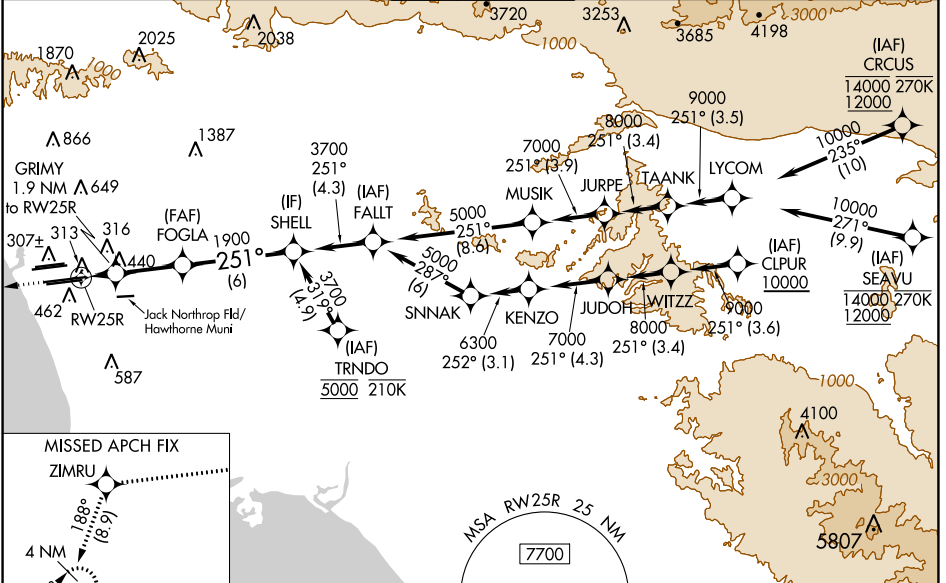 3720
3253
3685
4198
3000
2038
2025
1870
1000
1000
(IAF)
CRCUS
14000 270K
12000
10000
235°
(10)
9000
251° (3.5)
8000
251° (3.4)
7000
251° (3.9)
3700
251°
(4.3)
866
1387
GRIMY
1.9 NM
to RW25R
649
(FAF)
FOGLA
(IF)
SHELL
(IAF)
FALLT
MUSIK
JURPE
TAANK
LYCOM
307±
313
316
440
462
RW25R
1900
251°
(6)
5000
251°
(8.6)
5000
287°
(6)
10000
271°
(9.9)
(IAF)
SEAVU
14000 270K
12000
(IAF)
CLPUR
10000
Jack Northrop Fld/
Hawthorne Muni
3700
319°
(4.9)
(IAF)
TRNDO
5000 210K
SNNAK
KENZO
JUDOH
WITZZ
6300
252° (3.1)
7000
251° (4.3)
8000
251° (3.4)
9000
251° (3.6)
587
1000
4100
3000
5807
MISSED APCH FIX
ZIMRU
188°
(8.9)
4 NM
MSA RW25R 25 NM
7700